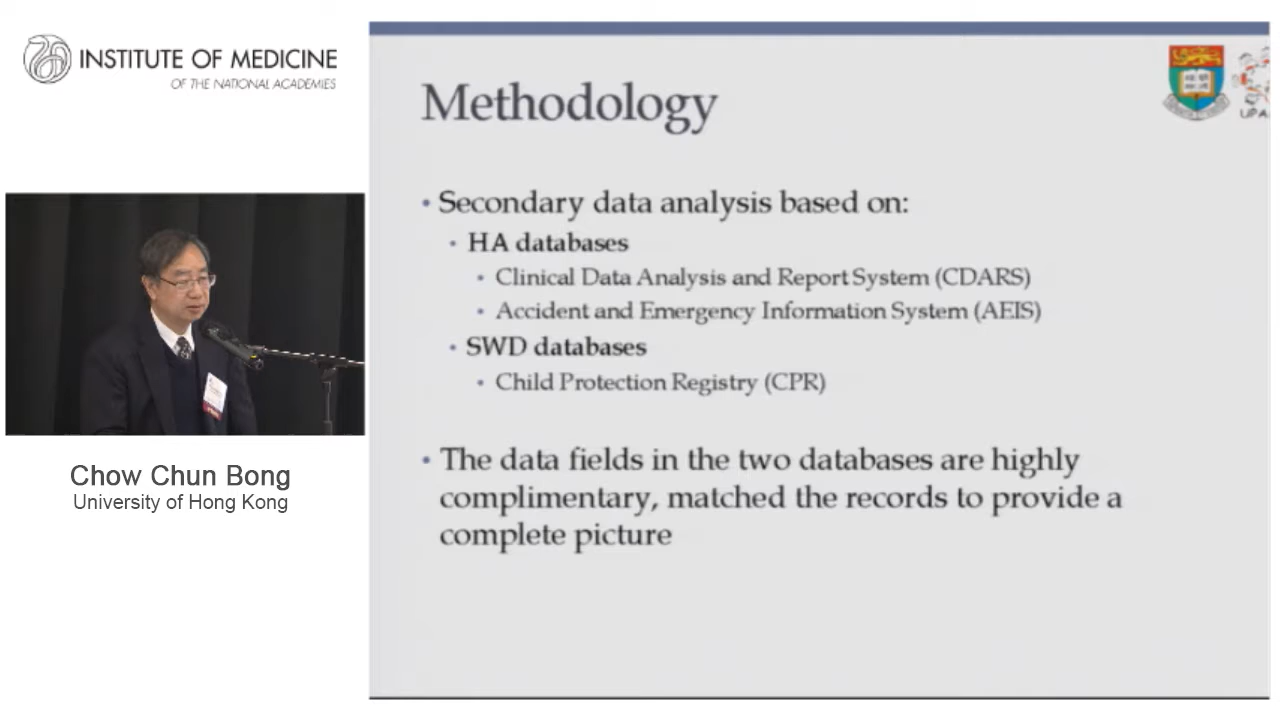 INSTITUTE OF MEDICINE
OF THE NATIONAL ACADEMIES
Methodology
• Secondary data analysis based on:
• HA databases
• Clinical Data Analysis and Report System (CDARS)
• Accident and Emergency Information System (AEIS)
• SWD databases
• Child Protection Registry (CPR)
• The data fields in the two databases are highly
complimentary, matched the records to provide a
complete picture
Chow Chun Bong
University of Hong Kong